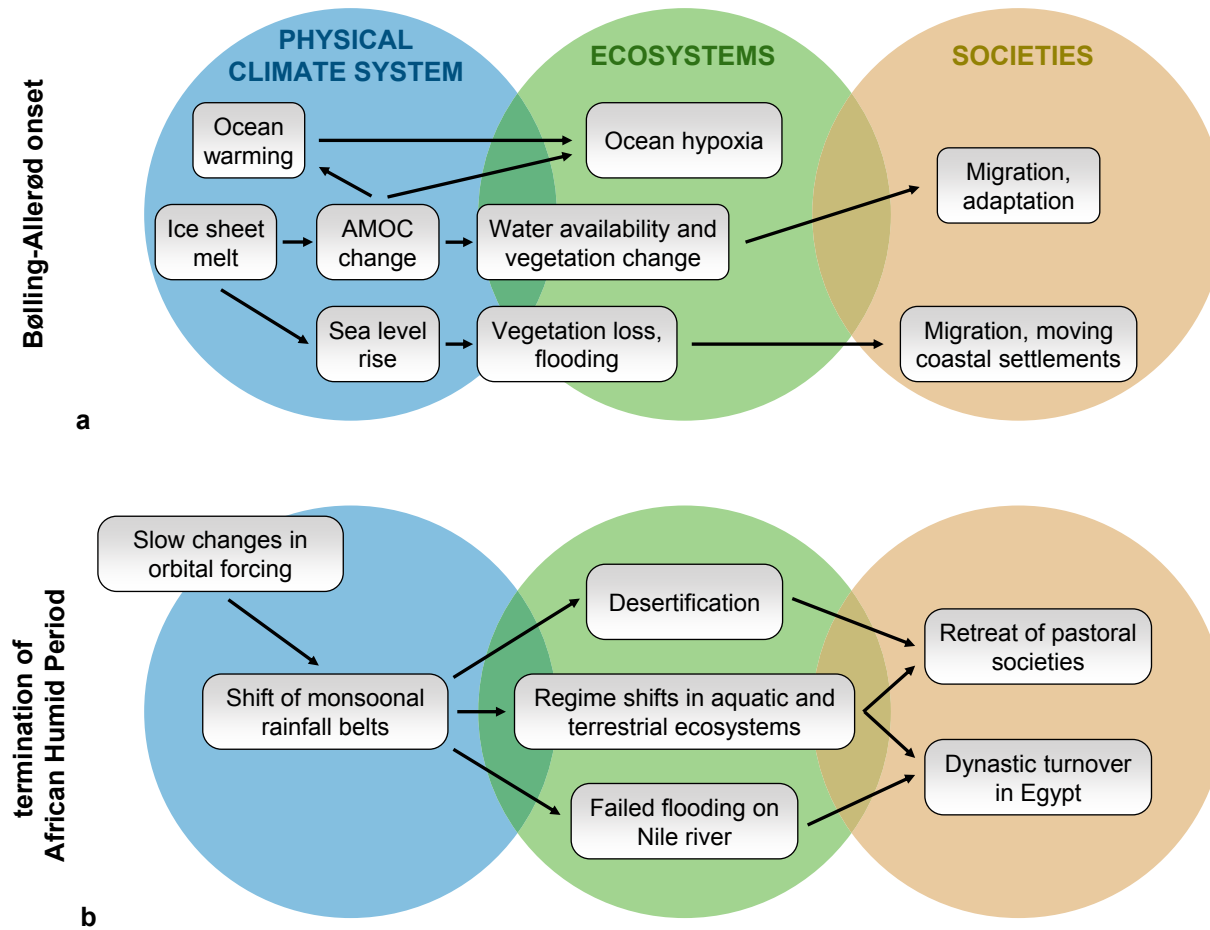 PHYSICAL
CLIMATE SYSTEM
ECOSYSTEMS
SOCIETIES
Bølling-Allerød onset
Ocean
warming
Ocean hypoxia
Migration,
adaptation
Ice sheet
melt
AMOC
change
Water availability and
vegetation change
Sea level
rise
Vegetation loss,
flooding
Migration, moving
coastal settlements
a
termination of
African Humid Period
Slow changes in
orbital forcing
Desertification
Retreat of pastoral
societies
Shift of monsoonal
rainfall belts
Regime shifts in aquatic and
terrestrial ecosystems
Dynastic turnover
in Egypt
Failed flooding on
Nile river
b